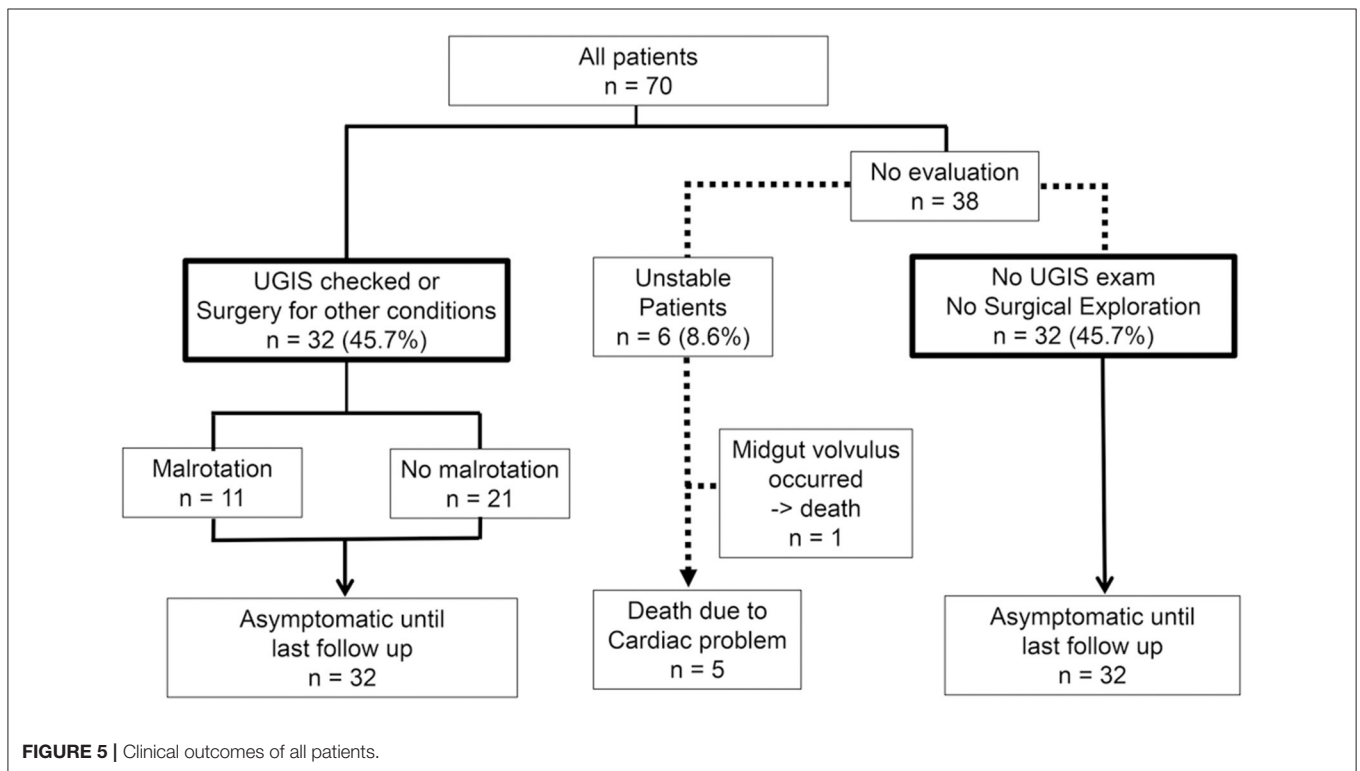 All patients
n = 70
No evaluation
n = 38
UGIS checked or
Surgery for other conditions
n = 32 (45.7%)
Unstable
Patients
n = 6 (8.6%)
No UGIS exam
No Surgical Exploration
n = 32 (45.7%)
Malrotation
n = 11
No malrotation
n = 21
Midgut volvulus
occurred
-> death
n = 1
Asymptomatic until
last follow up
n = 32
Death due to
Cardiac problem
n = 5
Asymptomatic until
last follow up
n = 32
FIGURE 5 | Clinical outcomes of all patients.